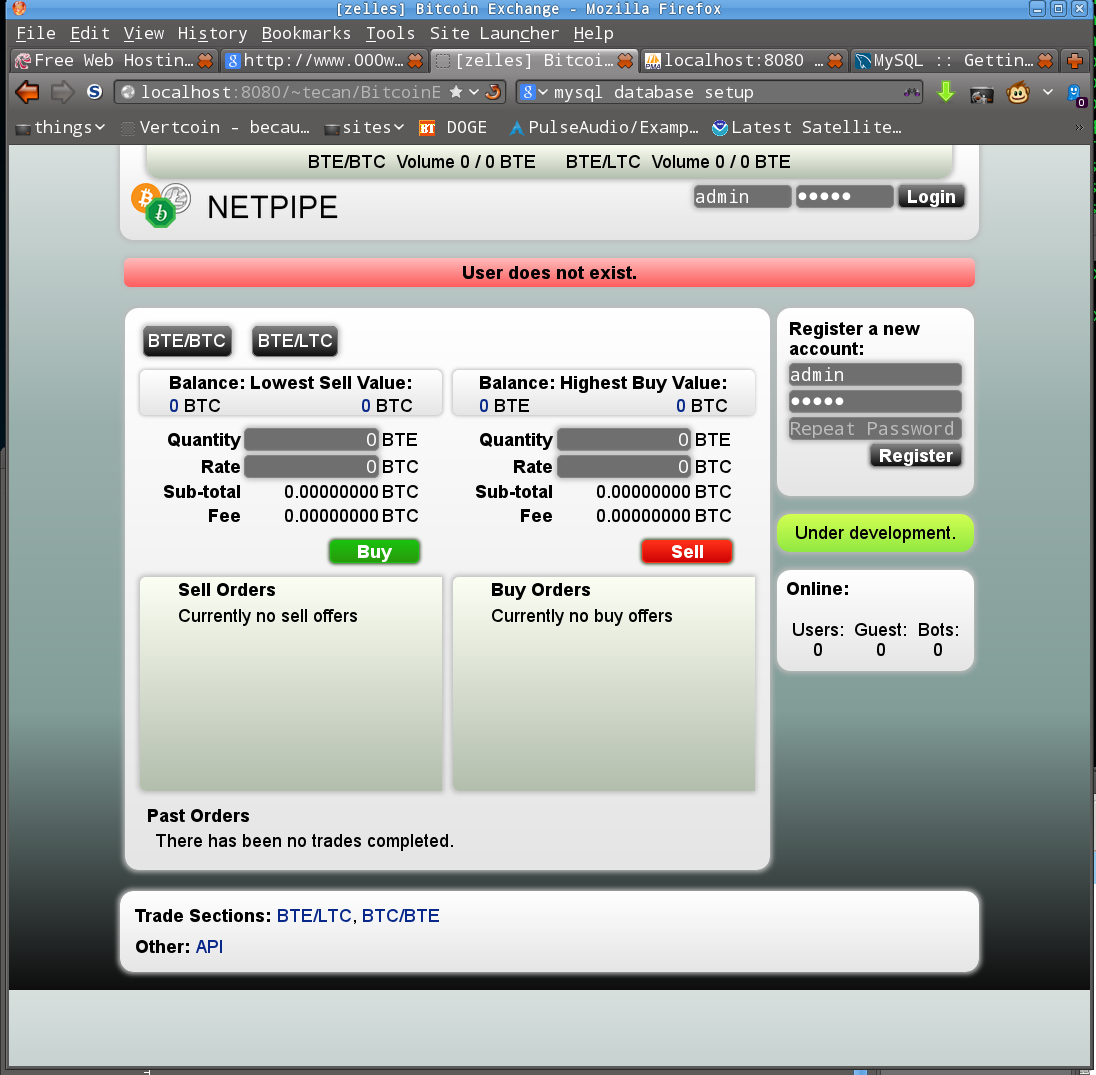 [zelles] Bitcoin Exchange - Mozilla Firefox
File Edit View History Bookmarks Tools Site Launcher Help
Free Web Hostin... http://www.000w... [zelles] Bitcoi... localhost:8080 ... MySQL :: Gettin...
localhost:8080/~tecan/BitcoinE mysql database setup
things Vertcoin - becau... sites BT DOGE PulseAudio/Examp... Latest Satellite...
BTE/BTC Volume 0 / 0 BTE BTE/LTC Volume 0 / 0 BTE
NETPIPE admin ●●●●● Login
User does not exist.
BTE/BTC BTE/LTC
Balance: Lowest Sell Value: Balance: Highest Buy Value:
0 BTC 0 BTC 0 BTE 0 BTC
Quantity 0 BTE Quantity 0 BTE
Rate 0 BTC Rate 0 BTC
Sub-total 0.00000000 BTC Sub-total 0.00000000 BTC
Fee 0.00000000 BTC Fee 0.00000000 BTC
Buy Sell
Sell Orders Buy Orders
Currently no sell offers Currently no buy offers
Past Orders
There has been no trades completed.
Register a new
account:
admin
●●●●●
Repeat Password
Register
Under development.
Online:
Users: Guest: Bots:
0 0 0
Trade Sections: BTE/LTC, BTC/BTE
Other: API